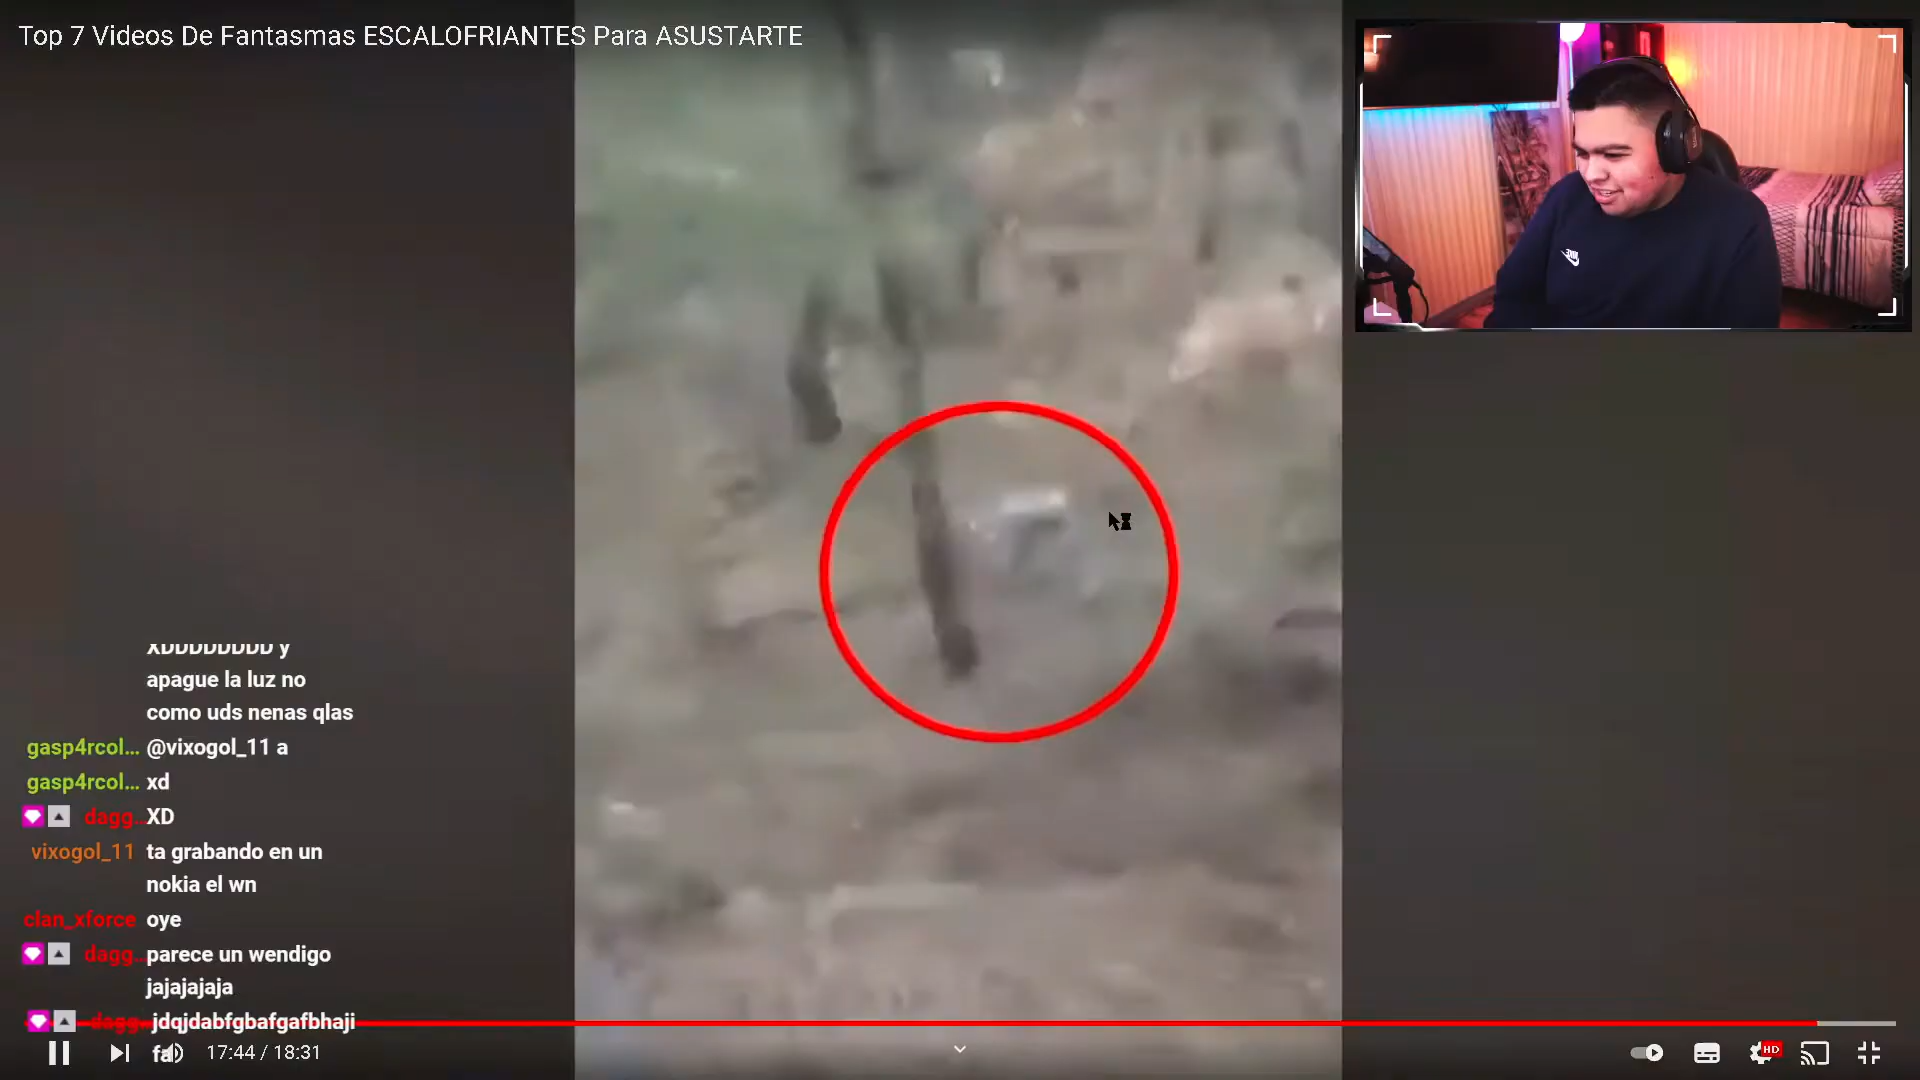 Top 7 Videos De Fantasmas ESCALOFRIANTES Para ASUSTARTE
XDDDDDDDD y
apague la luz no
como uds nenas qlas
gasp4rcol... @vixogol_11 a
gasp4rcol... xd
dagg... XD
vixogol_11 ta grabando en un
nokia el wn
clan_xforce oye
dagg... parece un wendigo
jajajajaja
dagg... jdqjdabfgbafgafbhaji
17:44 / 18:31
HD